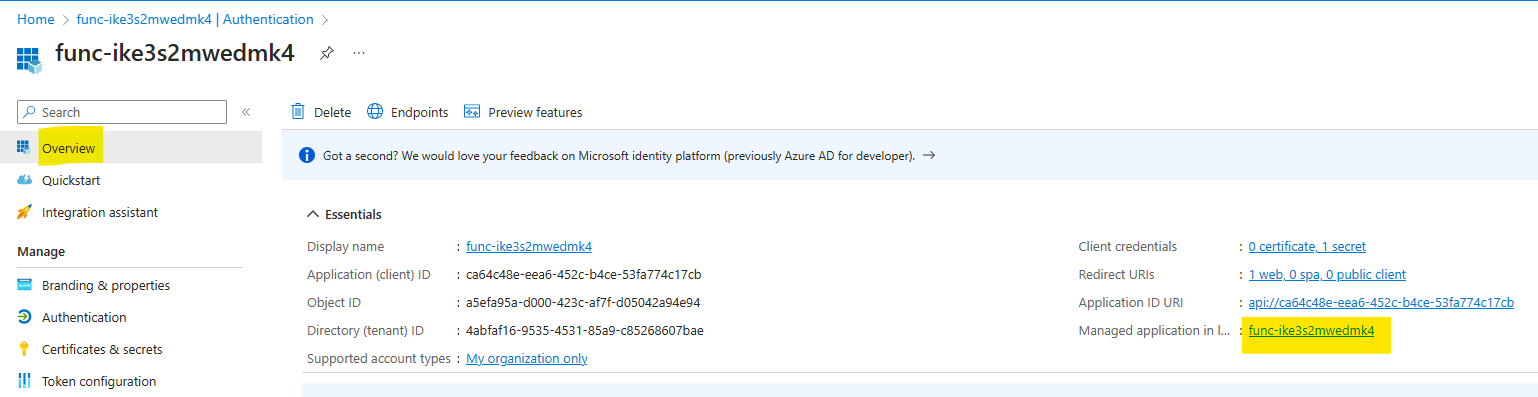 Home > func-ike3s2mwedmk4 | Authentication >
func-ike3s2mwedmk4 ...
Search «
Delete Endpoints Preview features
Overview
Got a second? We would love your feedback on Microsoft identity platform (previously Azure AD for developer). →
Quickstart
Integration assistant
Essentials
Manage
Display name : func-ike3s2mwedmk4 Client credentials : 0 certificate, 1 secret
Application (client) ID : ca64c48e-eea6-452c-b4ce-53fa774c17cb Redirect URIs : 1 web, 0 spa, 0 public client
Branding & properties
Object ID : a5efa95a-d000-423c-af7f-d05042a94e94 Application ID URI : api://ca64c48e-eea6-452c-b4ce-53fa774c17cb
Authentication
Directory (tenant) ID : 4abfaf16-9535-4531-85a9-c85268607bae Managed application in l... : func-ike3s2mwedmk4
Certificates & secrets
Supported account types : My organization only
Token configuration